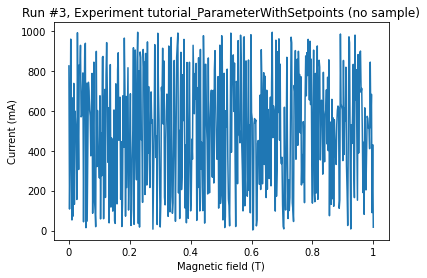 Run #3, Experiment tutorial_ParameterWithSetpoints (no sample)
1000
800
600
400
200
0
Current (mA)
0 0.2 0.4 0.6 0.8 1
Magnetic field (T)